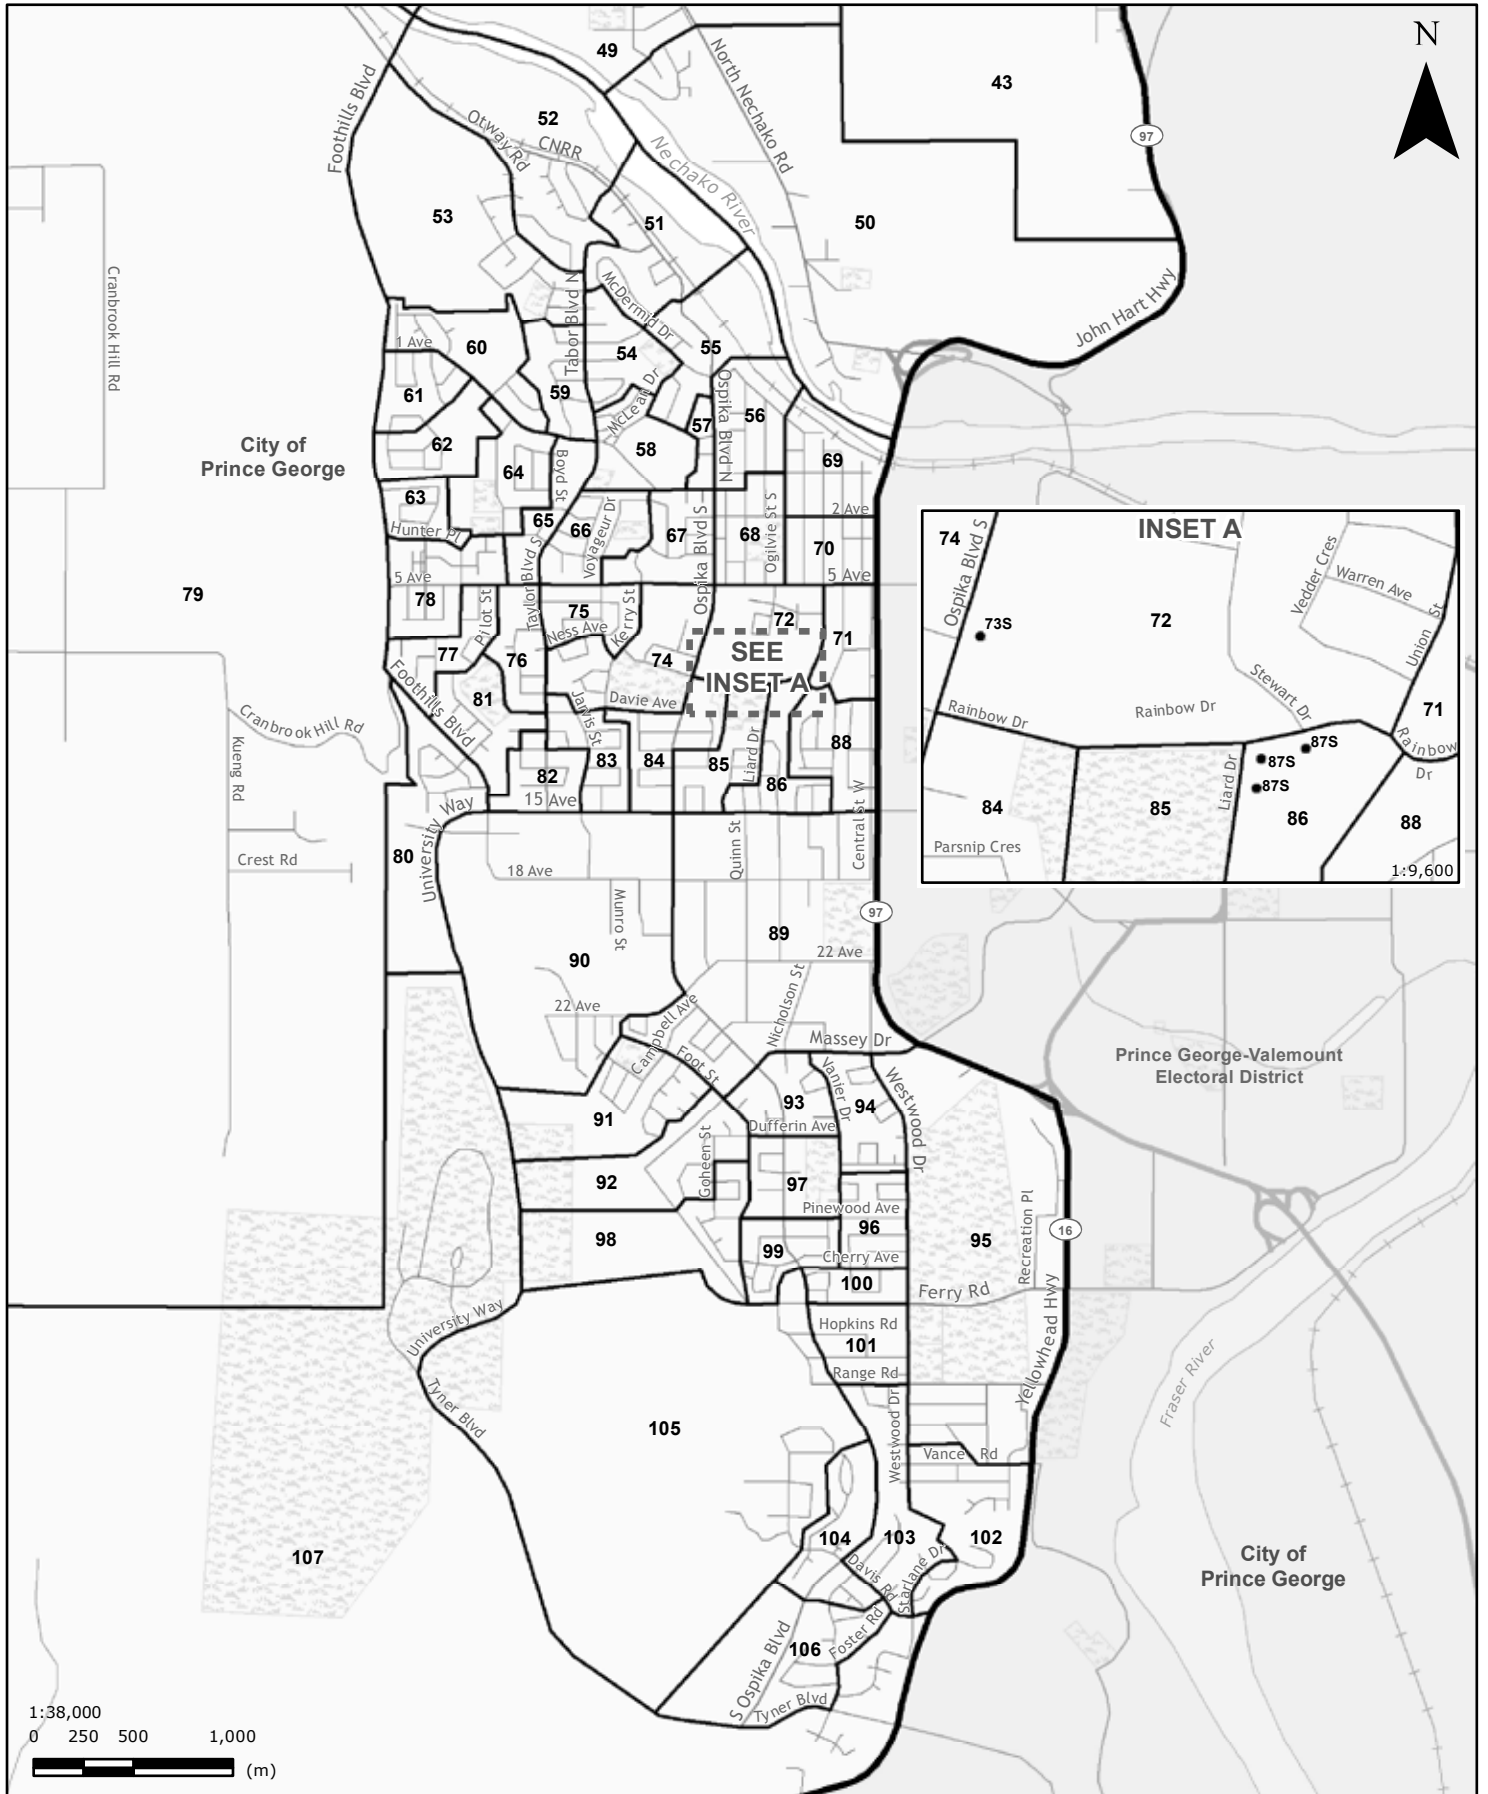 49
43
N
Foothills Blvd
North Nechako Rd
52
Otway Rd
CNRR
97
Nechako River
53
51
50
Cranbrook Hill Rd
McDermid Dr
Tabor Blvd N
John Hart Hwy
1 Ave
60
54
55
61
59
McLean Dr
Ospika Blvd N
56
57
City of
Prince George
62
58
64
Boyd St
69
63
2 Ave
Hunter Pl
65
66
Voyageur Dr
67
Ospika Blvd S
68
Ogilvie St S
70
5 Ave
5 Ave
79
78
Pilot St
Taylor Blvd S
75
Ness Ave
Kerry St
72
71
77
76
74
SEE
INSET A
81
Foothills Blvd
Jarvis St
Davie Ave
Cranbrook Hill Rd
Kueng Rd
83
84
85
Liard Dr
88
82
86
15 Ave
University Way
Central St W
80
Crest Rd
18 Ave
Quinn St
Munro St
97
89
22 Ave
90
22 Ave
Campbell Ave
Nicholson St
Massey Dr
Foot St
Vanier Dr
Westwood Dr
Prince George-Valemount
Electoral District
91
93
94
Dufferin Ave
Goheen St
92
97
Pinewood Ave
96
98
99
Cherry Ave
95
Recreation Pl
16
100
Ferry Rd
University Way
Hopkins Rd
101
Range Rd
Yellowhead Hwy
Fraser River
Tyner Blvd
105
Westwood Dr
Vance Rd
107
104
103
102
Davis Rd
Starlane Dr
City of
Prince George
106
Foster Rd
S Ospika Blvd
Tyner Blvd
1:38,000
0 250 500 1,000
(m)
INSET A
74
Ospika Blvd S
73S
72
Vedder Cres
Warren Ave
Union St
Stewart Dr
Rainbow Dr
Rainbow Dr
71
Rainbow
Dr
87S
87S
87S
Liard Dr
84
85
86
88
Parsnip Cres
1:9,600